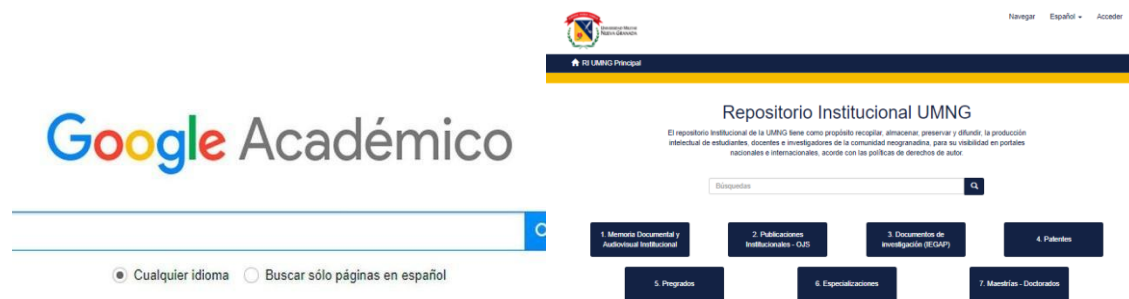 Google Académico
Cualquier idioma
Buscar sólo páginas en español
UNIVERSIDAD MILITAR
NUEVA GRANADA
Navegar Español Acceder
RI UMNG Principal
Repositorio Institucional UMNG
El repositorio Institucional de la UMNG tiene como propósito recopilar, almacenar, preservar y difundir, la producción
intelectual de estudiantes, docentes e investigadores de la comunidad neogranadina, para su visibilidad en portales
nacionales e internacionales, acorde con las políticas de derechos de autor.
Búsquedas
1. Memoria Documental y
Audiovisual Institucional
2. Publicaciones
Institucionales - OJS
3. Documentos de
investigación (IEGAP)
4. Patentes
5. Pregrados
6. Especializaciones
7. Maestrías - Doctorados